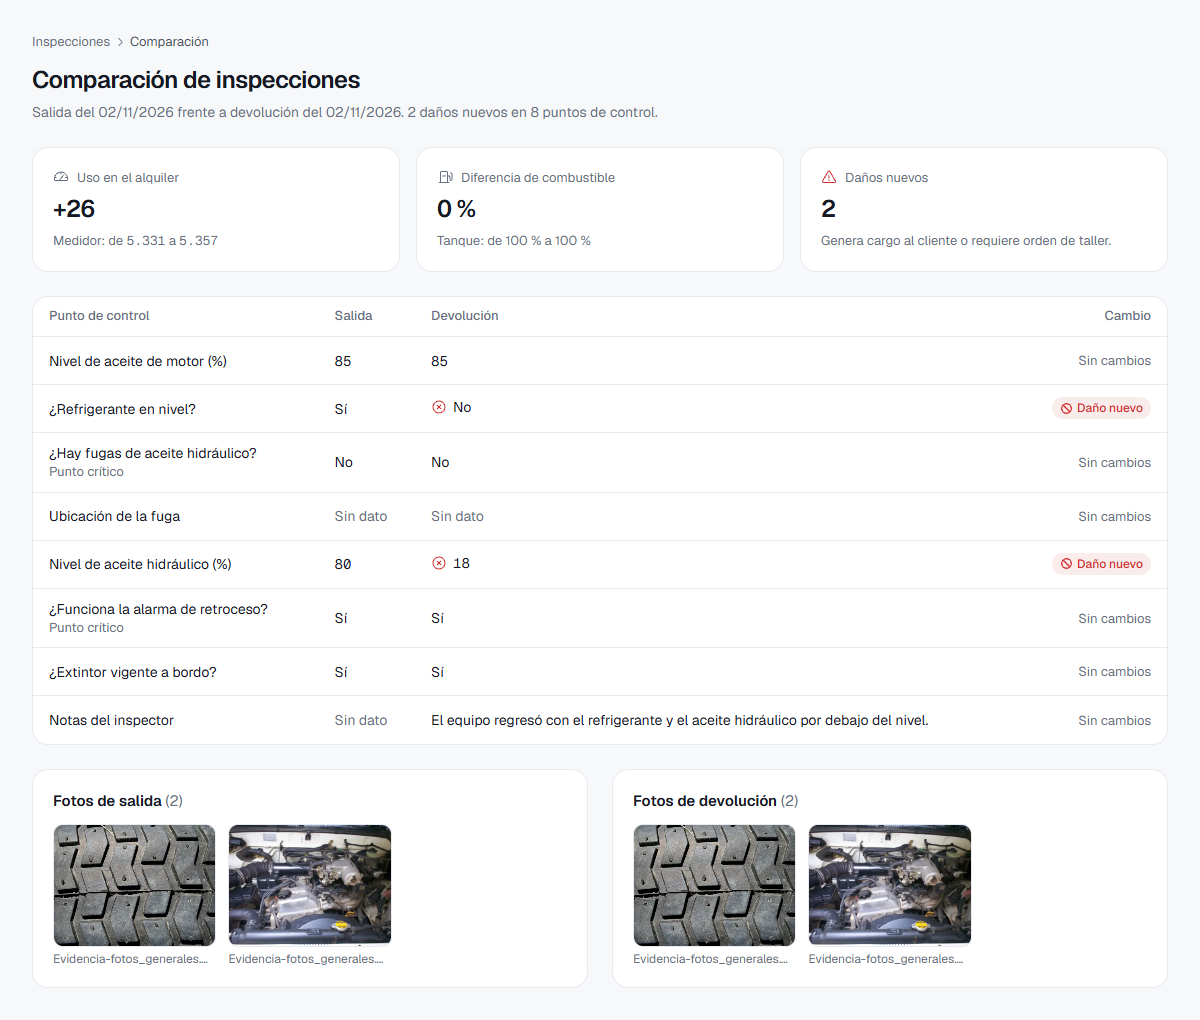 Inspecciones > Comparación
Comparación de inspecciones
Salida del 02/11/2026 frente a devolución del 02/11/2026. 2 daños nuevos en 8 puntos de control.
Uso en el alquiler
+26
Medidor: de 5.331 a 5.357
Diferencia de combustible
0 %
Tanque: de 100 % a 100 %
Daños nuevos
2
Genera cargo al cliente o requiere orden de taller.
Punto de control Salida Devolución Cambio
Nivel de aceite de motor (%) 85 85 Sin cambios
¿Refrigerante en nivel? Sí No Daño nuevo
¿Hay fugas de aceite hidráulico?
Punto crítico
No No Sin cambios
Ubicación de la fuga Sin dato Sin dato Sin cambios
Nivel de aceite hidráulico (%) 80 18 Daño nuevo
¿Funciona la alarma de retroceso?
Punto crítico
Sí Sí Sin cambios
¿Extintor vigente a bordo? Sí Sí Sin cambios
Notas del inspector Sin dato El equipo regresó con el refrigerante y el aceite hidráulico por debajo del nivel. Sin cambios
Fotos de salida (2)
Evidencia-fotos_generales....
Evidencia-fotos_generales....
Fotos de devolución (2)
Evidencia-fotos_generales....
Evidencia-fotos_generales....